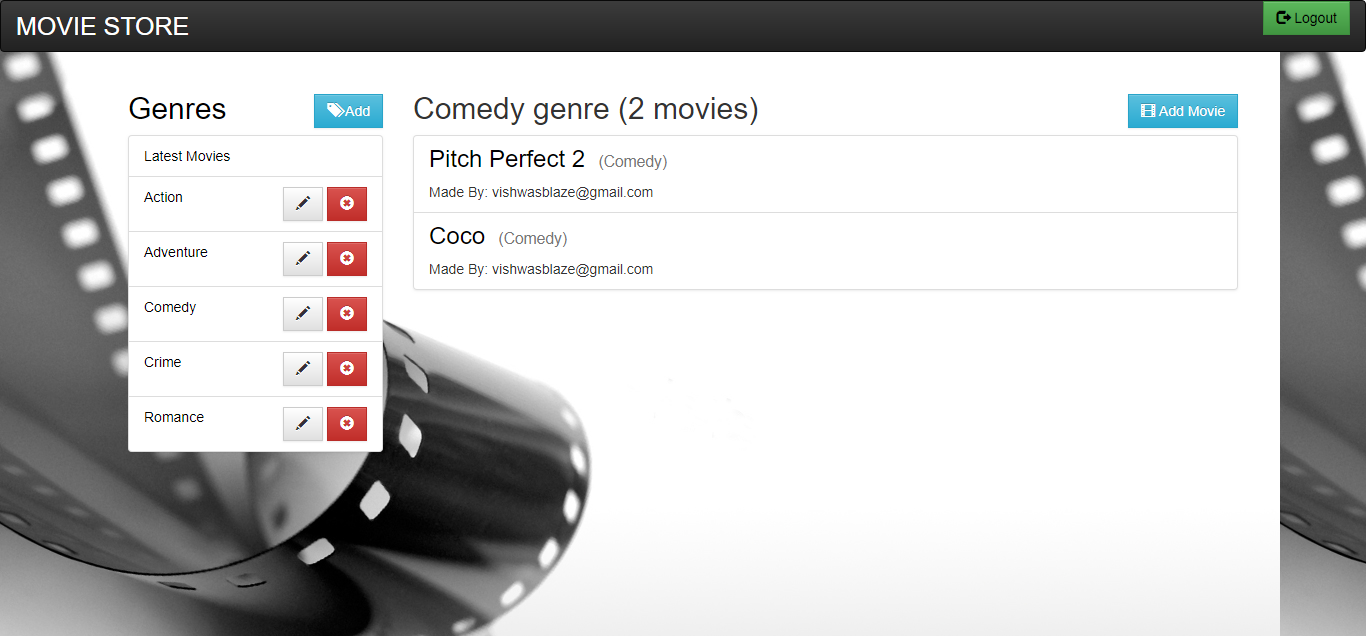 MOVIE STORE
Logout
Genres
Add
Latest Movies
Action
Adventure
Comedy
Crime
Romance
Comedy genre (2 movies)
Add Movie
Pitch Perfect 2 (Comedy)
Made By: vishwasblaze@gmail.com
Coco (Comedy)
Made By: vishwasblaze@gmail.com